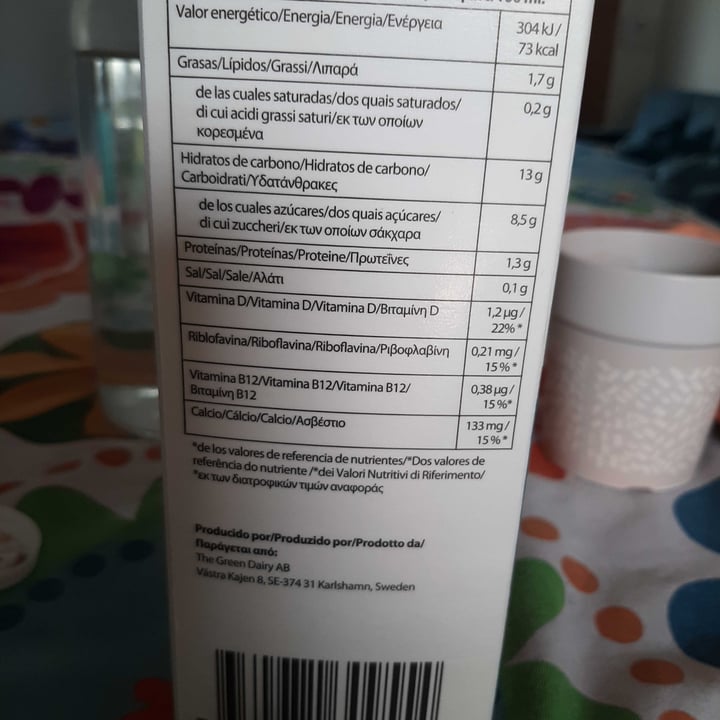 Valor energético/Energia/Energia/Ενέργεια
304 kJ/
73 kcal
Grasas/Lípidos/Grassi/Λιπαρά
1,7 g
de las cuales saturadas/dos quais saturados/
di cui acidi grassi saturi/εκ των οποίων
κορεσμένα
0,2 g
Hidratos de carbono/Hidratos de carbono/
Carboidrati/Υδατάνθρακες
13 g
de los cuales azúcares/dos quais açúcares/
di cui zuccheri/εκ των οποίων σάκχαρα
8,5 g
Proteínas/Proteínas/Proteine/Πρωτεΐνες
1,3 g
Sal/Sal/Sale/Αλάτι
0,1 g
Vitamina D/Vitamina D/Vitamina D/Βιταμίνη D
1,2 µg/
22% *
Riblofavina/Riboflavina/Riboflavina/Ριβοφλαβίνη
0,21 mg/
15 % *
Vitamina B12/Vitamina B12/Vitamina B12/
Βιταμίνη B12
0,38 µg/
15 %*
Calcio/Cálcio/Calcio/Ασβέστιο
133 mg/
15 % *
*de los valores de referencia de nutrientes/*Dos valores de
referência do nutriente /*dei Valori Nutritivi di Riferimento/
*εκ των διατροφικών τιμών αναφοράς
Producido por/Produzido por/Prodotto da/
Παράγεται από:
The Green Dairy AB
Västra Kajen 8, SE-374 31 Karlshamn, Sweden